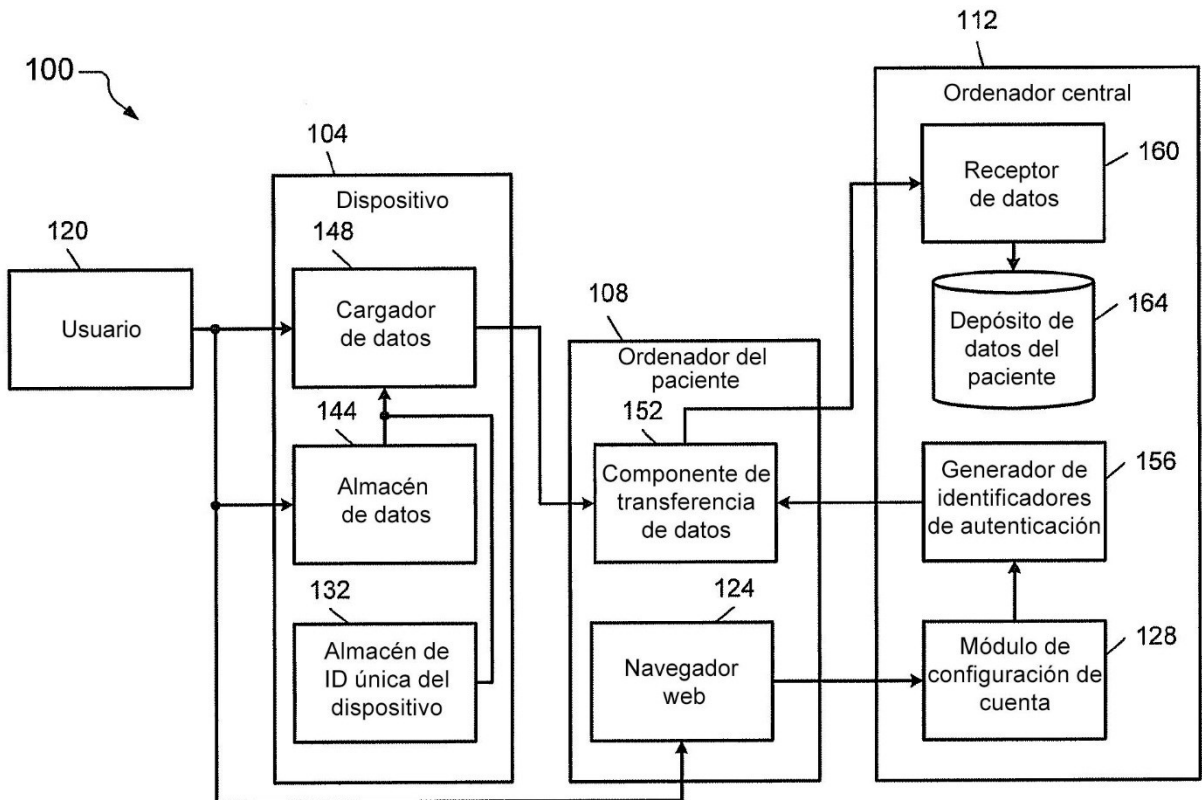 100
112
Ordenador central
160
Receptor
de datos
104
Dispositivo
120
Usuario
148
Cargador
de datos
108
Ordenador del
paciente
164
Depósito de
datos del
paciente
144
Almacén
de datos
152
Componente de
transferencia
de datos
156
Generador de
identificadores
de autenticación
132
Almacén de
ID única del
dispositivo
124
Navegador
web
128
Módulo de
configuración de
cuenta